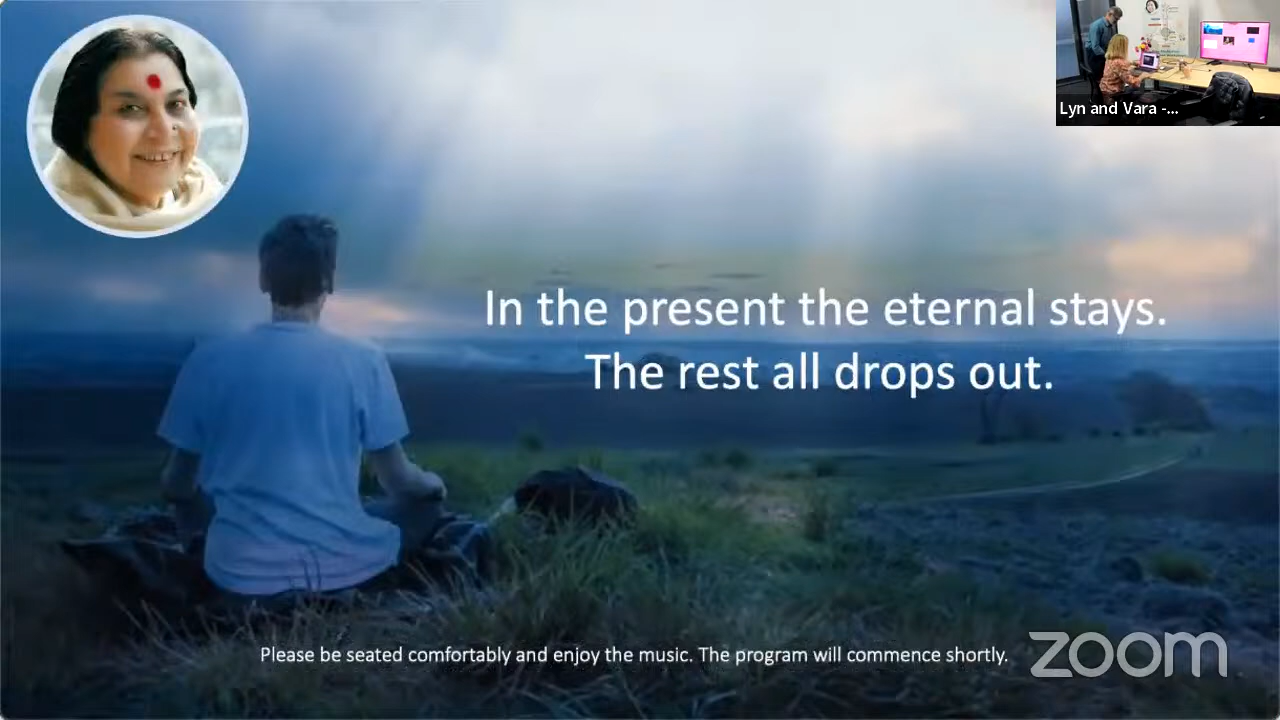 Lyn and Vara -...
In the present the eternal stays.
The rest all drops out.
Please be seated comfortably and enjoy the music. The program will commence shortly.
zoom